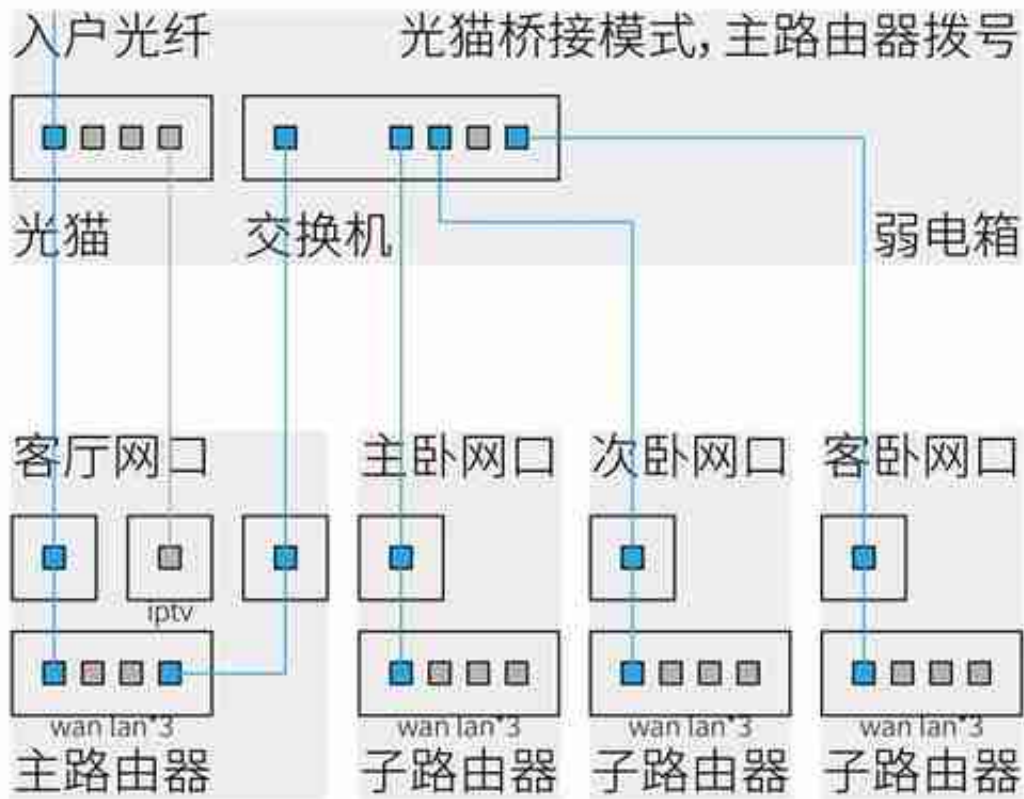 入户光纤
光猫桥接模式,主路由器拨号
光猫
交换机
弱电箱
客厅网口
主卧网口
次卧网口
客卧网口
iptv
wan lan*3
wan lan*3
wan lan*3
wan lan*3
主路由器
子路由器
子路由器
子路由器